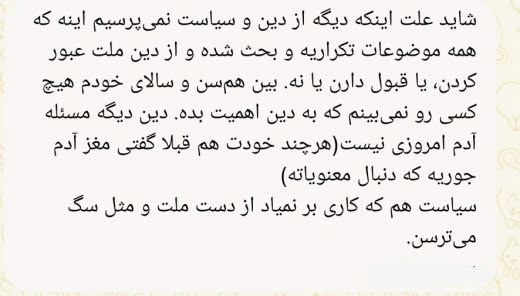 شاید علت اینکه دیگه از دین و سیاست نمی‌پرسیم اینه که
همه موضوعات تکراریه و بحث شده و از دین ملت عبور
کردن، یا قبول دارن یا نه. بین هم‌سن و سالای خودم هیچ
کسی رو نمی‌بینم که به دین اهمیت بده. دین دیگه مسئله
آدم امروزی نیست(هرچند خودت هم قبلا گفتی مغز آدم
جوریه که دنبال معنویاته)
سیاست هم که کاری بر نمیاد از دست ملت و مثل سگ
می‌ترسن.
.